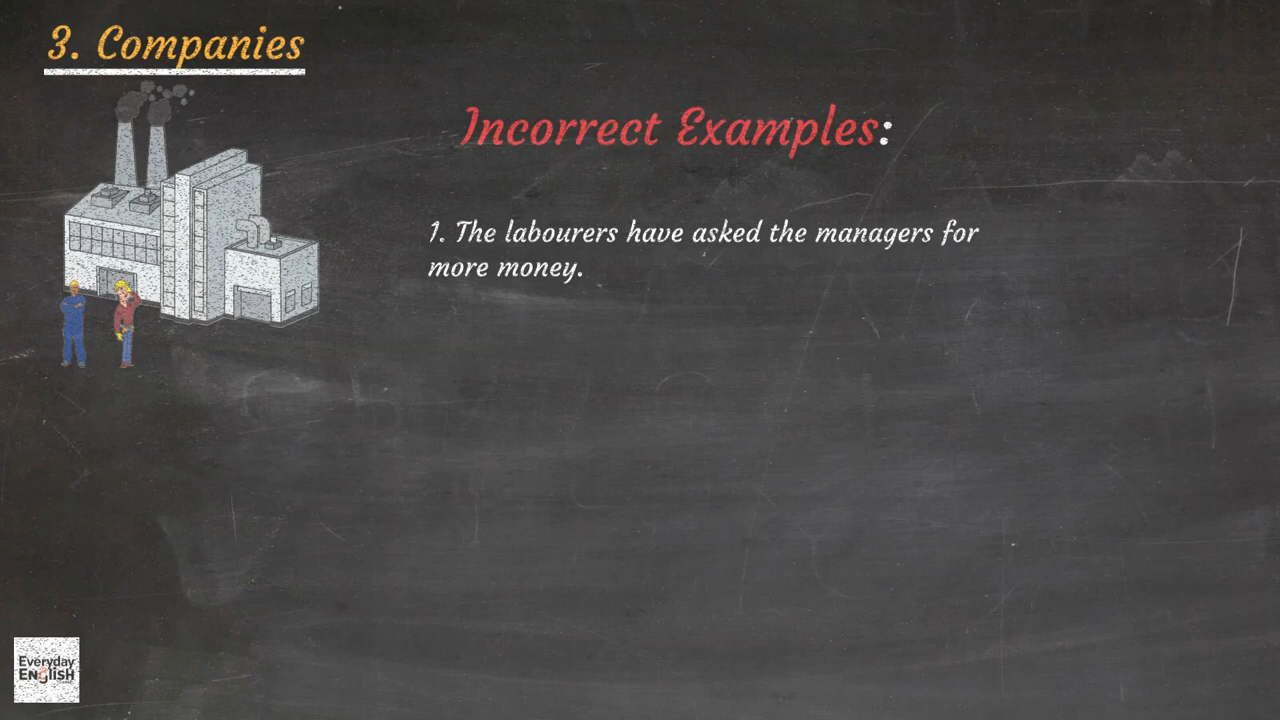 3. Companies
Incorrect Examples:
1. The labourers have asked the managers for
more money.
Everyday
English